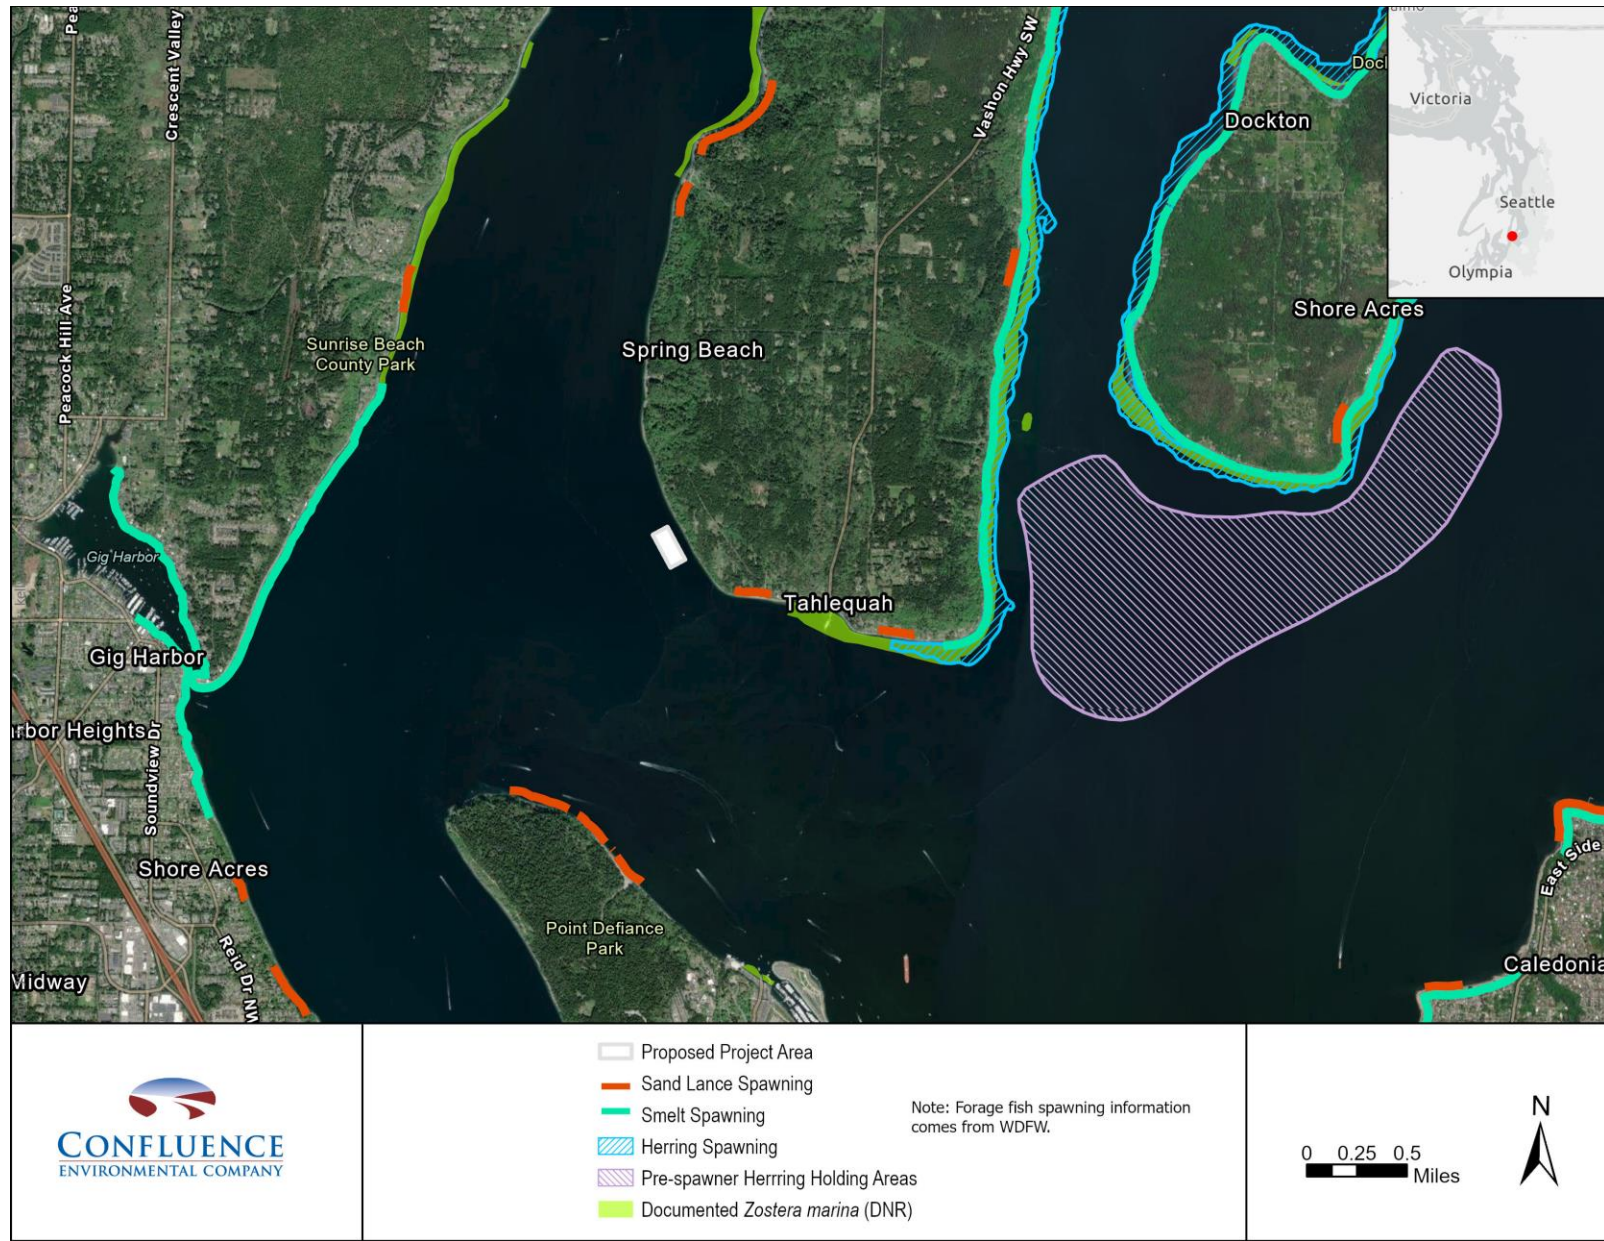 Pea
Crescent Valley
Vashon Hwy SW
Victoria
Seattle
Olympia
Dockton
Dock
Shore Acres
Peacock Hill Ave
Sunrise Beach
County Park
Spring Beach
Gig Harbor
Tahlequah
Gig Harbor
arbor Heights
Soundview Dr
Shore Acres
Reid Dr NW
Midway
Point Defiance
Park
East Side
Caledonia
CONFLUENCE
ENVIRONMENTAL COMPANY
Proposed Project Area
Sand Lance Spawning
Smelt Spawning
Herring Spawning
Pre-spawner Herrring Holding Areas
Documented Zostera marina (DNR)
Note: Forage fish spawning information
comes from WDFW.
0 0.25 0.5
Miles
N